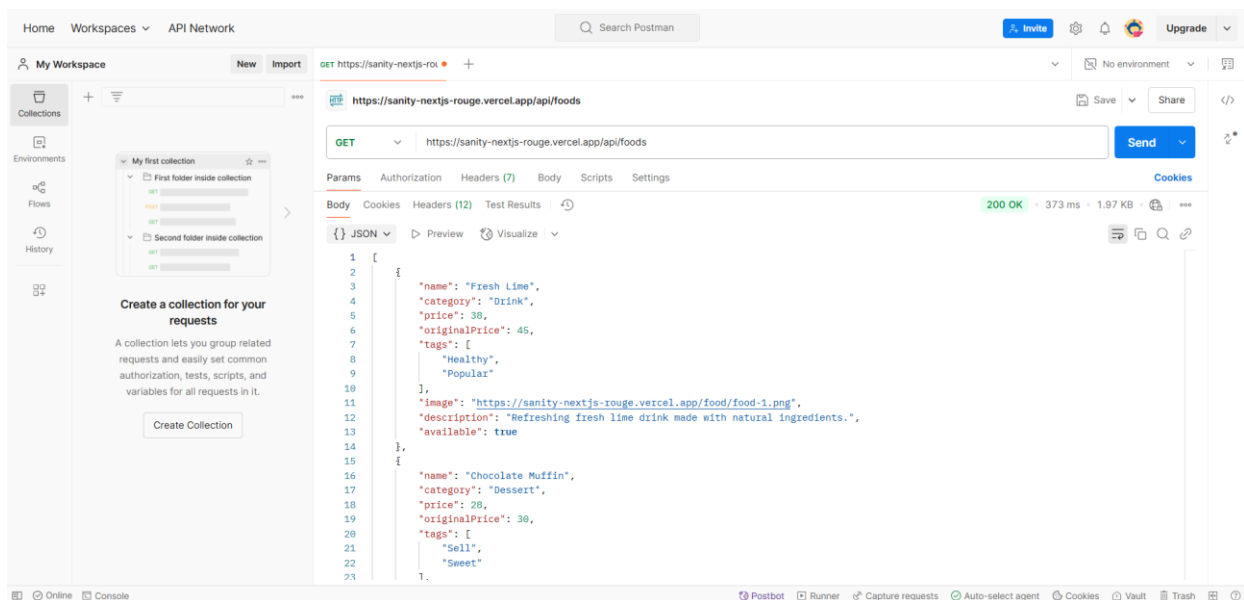 Home Workspaces API Network Search Postman Invite Upgrade
My Workspace New Import GET https://sanity-nextjs-rou No environment
Collections
Environments
Flows
History
My first collection
First folder inside collection
GET
POST
GET
Second folder inside collection
GET
GET
Create a collection for your
requests
A collection lets you group related
requests and easily set common
authorization, tests, scripts, and
variables for all requests in it.
Create Collection
HTTP https://sanity-nextjs-rouge.vercel.app/api/foods Save Share
GET https://sanity-nextjs-rouge.vercel.app/api/foods Send
Params Authorization Headers (7) Body Scripts Settings Cookies
Body Cookies Headers (12) Test Results 200 OK 373 ms 1.97 KB
{} JSON Preview Visualize
1 [
2 {
3 "name": "Fresh Lime",
4 "category": "Drink",
5 "price": 38,
6 "originalPrice": 45,
7 "tags": [
8 "Healthy",
9 "Popular"
10 ],
11 "image": "https://sanity-nextjs-rouge.vercel.app/food/food-1.png",
12 "description": "Refreshing fresh lime drink made with natural ingredients.",
13 "available": true
14 },
15 {
16 "name": "Chocolate Muffin",
17 "category": "Dessert",
18 "price": 28,
19 "originalPrice": 30,
20 "tags": [
21 "Sell",
22 "Sweet"
23 ],
Online Console Postbot Runner Capture requests Auto-select agent Cookies Vault Trash